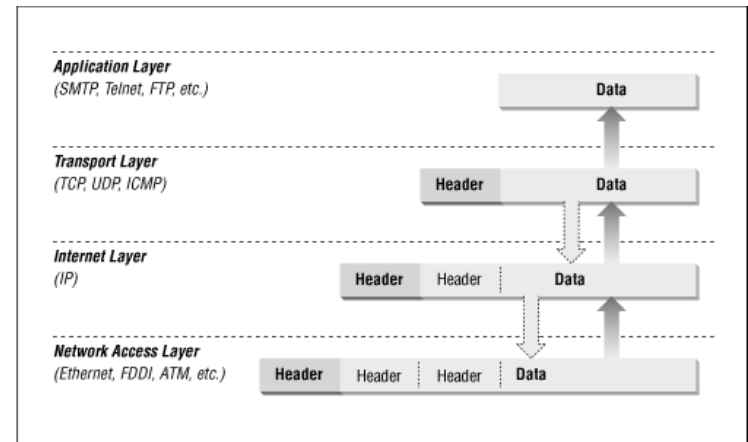 Application Layer
(SMTP, Telnet, FTP, etc.)
Data
Transport Layer
(TCP, UDP, ICMP)
Header Data
Internet Layer
(IP)
Header Header Data
Network Access Layer
(Ethernet, FDDI, ATM, etc.)
Header Header Header Data